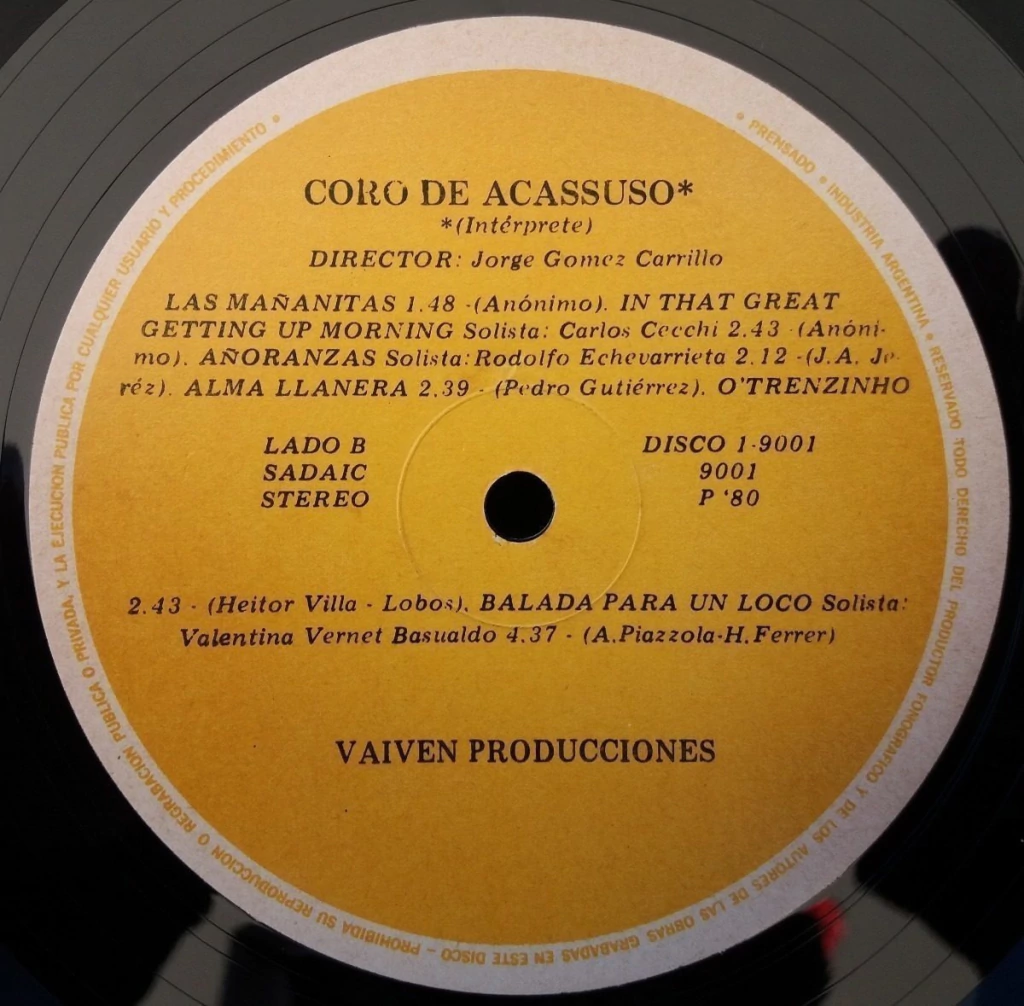 CORO DE ACASSUSO*
*(Intérprete)
DIRECTOR: Jorge Gomez Carrillo
LAS MAÑANITAS 1.48 -(Anónimo). IN THAT GREAT
GETTING UP MORNING Solista: Carlos Cecchi 2.43 -(Anóni-
mo). AÑORANZAS Solista: Rodolfo Echevarrieta 2.12 -(J.A. Je-
réz). ALMA LLANERA 2.39 - (Pedro Gutiérrez). O'TRENZINHO
LADO B DISCO 1-9001
SADAIC 9001
STEREO P '80
2.43 - (Heitor Villa - Lobos). BALADA PARA UN LOCO Solista:
Valentina Vernet Basualdo 4.37 - (A.Piazzola-H.Ferrer)
VAIVEN PRODUCCIONES
• PRENSADO • INDUSTRIA ARGENTINA • RESERVADO TODO DERECHO DEL PRODUCTOR FONOGRAFICO Y DE LOS AUTORES DE LAS OBRAS GRABADAS EN ESTE DISCO - PROHIBIDA SU REPRODUCCION O REGRABACION PUBLICA O PRIVADA, Y LA EJECUCION PUBLICA POR CUALQUIER USUARIO Y PROCEDIMIENTO •